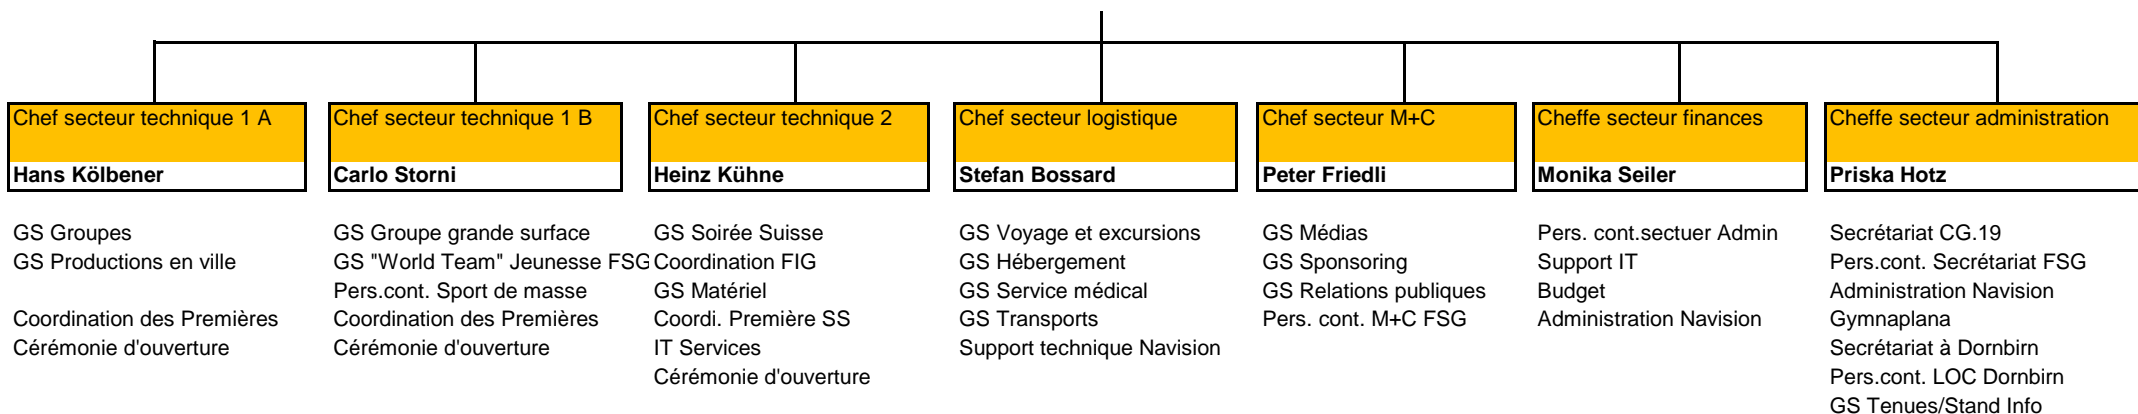 Chef secteur technique 1 A
Hans Kölbener
GS Groupes
GS Productions en ville
Coordination des Premières
Cérémonie d'ouverture
Chef secteur technique 1 B
Carlo Storni
GS Groupe grande surface
GS "World Team" Jeunesse FSG
Pers.cont. Sport de masse
Coordination des Premières
Cérémonie d'ouverture
Chef secteur technique 2
Heinz Kühne
GS Soirée Suisse
Coordination FIG
GS Matériel
Coordi. Première SS
IT Services
Cérémonie d'ouverture
Chef secteur logistique
Stefan Bossard
GS Voyage et excursions
GS Hébergement
GS Service médical
GS Transports
Support technique Navision
Chef secteur M+C
Peter Friedli
GS Médias
GS Sponsoring
GS Relations publiques
Pers. cont. M+C FSG
Cheffe secteur finances
Monika Seiler
Pers. cont.sectuer Admin
Support IT
Budget
Administration Navision
Cheffe secteur administration
Priska Hotz
Secrétariat CG.19
Pers.cont. Secrétariat FSG
Administration Navision
Gymnaplana
Secrétariat à Dornbirn
Pers.cont. LOC Dornbirn
GS Tenues/Stand Info